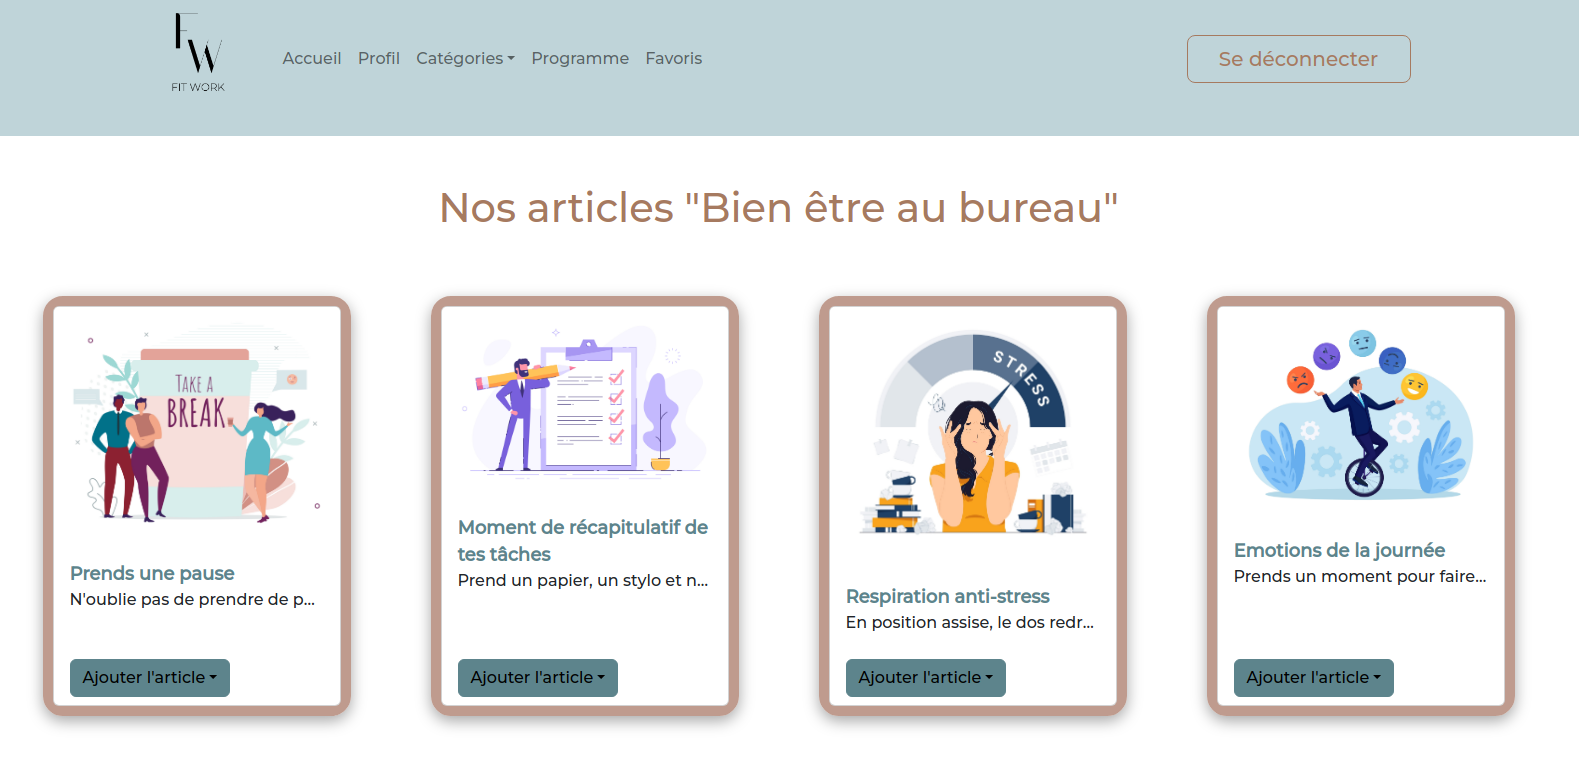 FW
FIT WORK
Accueil Profil Catégories Programme Favoris
Se déconnecter
Nos articles "Bien être au bureau"
TAKE A
BREAK
Prends une pause
N'oublie pas de prendre de p...
Ajouter l'article
Moment de récapitulatif de
tes tâches
Prend un papier, un stylo et n...
Ajouter l'article
STRESS
Respiration anti-stress
En position assise, le dos redr...
Ajouter l'article
Emotions de la journée
Prends un moment pour faire...
Ajouter l'article